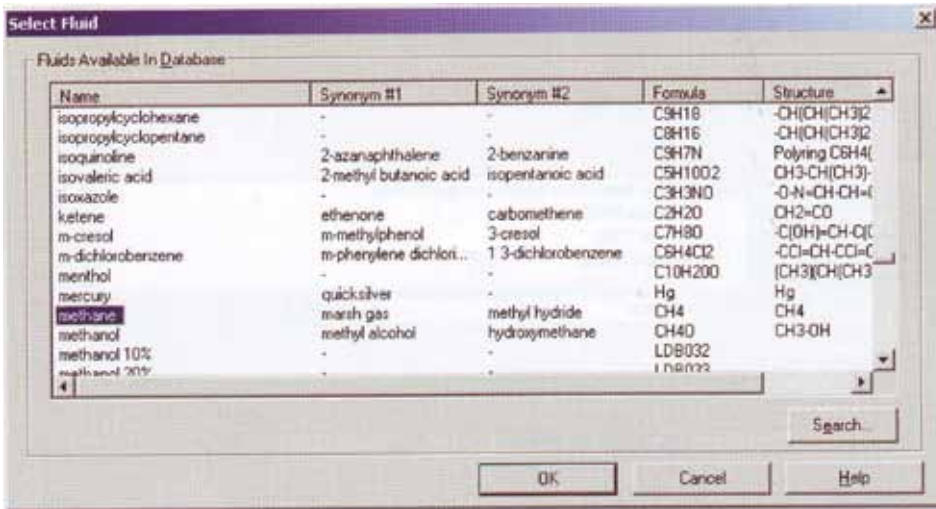 Select Fluid
Fluids Available In Database
Name Synonym #1 Synonym #2 Formula Structure
isopropylcyclohexane - - C9H18 -CH(CH(CH3)2
isopropylcyclopentane - - C8H16 -CH(CH(CH3)2
isoquinoline 2-azanaphthalene 2-benzanine C9H7N Polyring C6H4(
isovaleric acid 2-methyl butanoic acid isopentanoic acid C5H10O2 CH3-CH(CH3)-
isoxazole - - C3H3NO -O-N=CH-CH=
ketene ethenone carbomethene C2H2O CH2=CO
m-cresol m-methylphenol 3-cresol C7H8O -C(OH)=CH-C(
m-dichlorobenzene m-phenylene dichlori... 1 3-dichlorobenzene C6H4Cl2 -CCl=CH-CCl=
menthol - - C10H20O (CH3)(CH(CH3
mercury quicksilver - Hg Hg
methane marsh gas methyl hydride CH4 CH4
methanol methyl alcohol hydroxymethane CH4O CH3-OH
methanol 10% - - LDB032
methanol 20% - - LDB033
Search...
OK Cancel Help